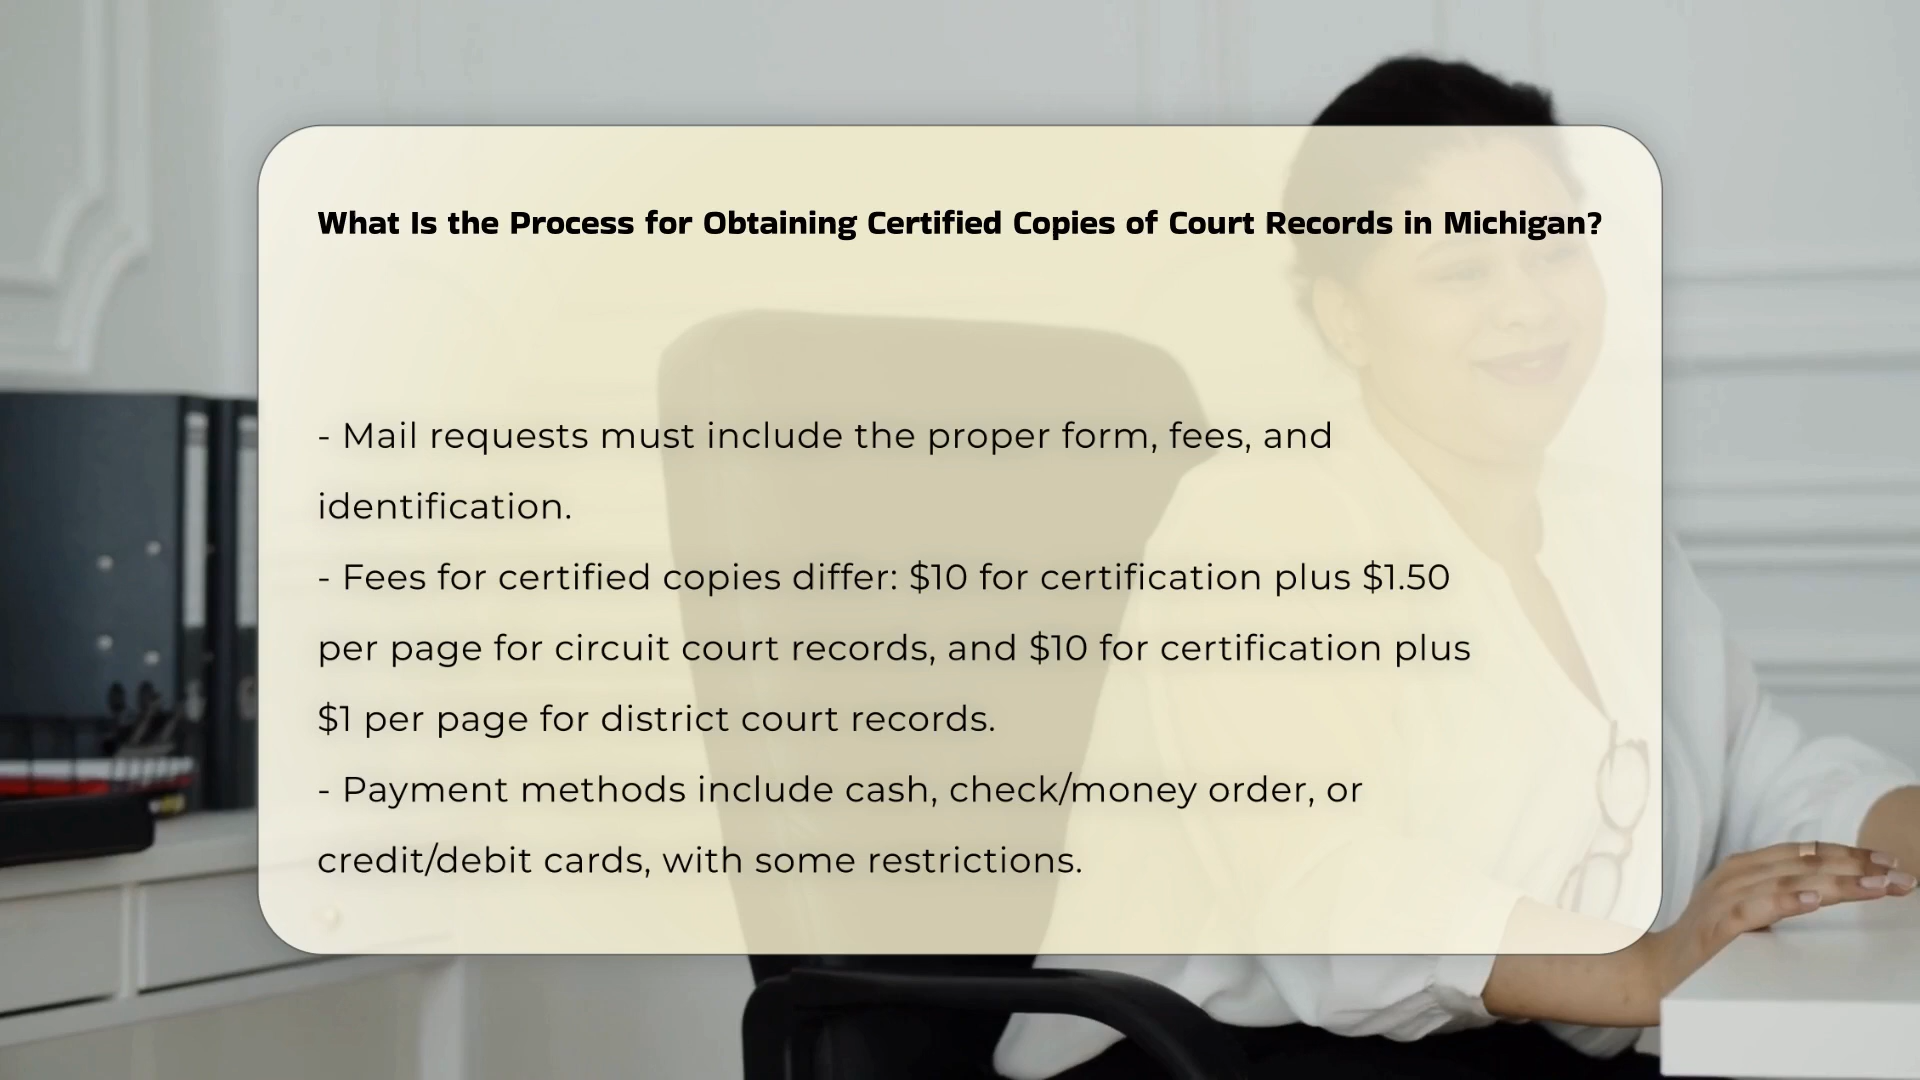 What Is the Process for Obtaining Certified Copies of Court Records in Michigan?
- Mail requests must include the proper form, fees, and
identification.
- Fees for certified copies differ: $10 for certification plus $1.50
per page for circuit court records, and $10 for certification plus
$1 per page for district court records.
- Payment methods include cash, check/money order, or
credit/debit cards, with some restrictions.